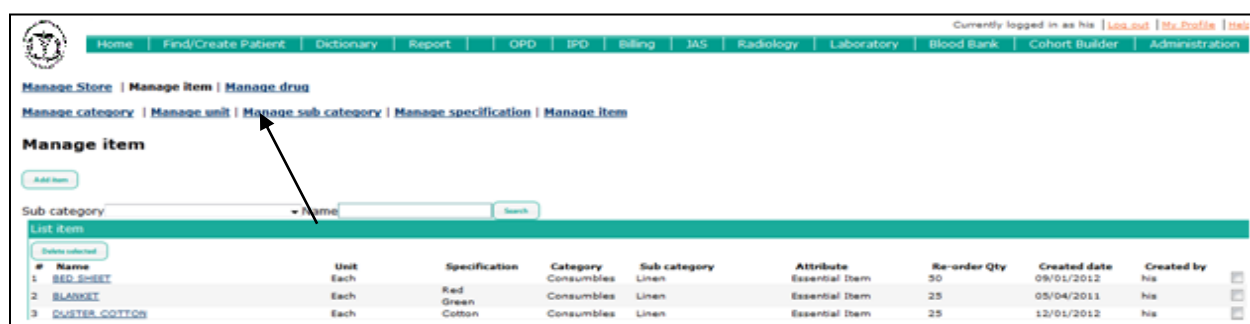 Currently logged in as his | Log out | My Profile | Help
Home | Find/Create Patient | Dictionary | Report | | OPD | IPD | Billing | IAS | Radiology | Laboratory | Blood Bank | Cohort Builder | Administration
Manage Store | Manage item | Manage drug
Manage category | Manage unit | Manage sub category | Manage specification | Manage item
Manage item
Add item
Sub category Name Search
List item
Delete selected
# Name Unit Specification Category Sub category Attribute Re-order Qty Created date Created by
1 BED SHEET Each Consumbles Linen Essential Item 50 09/01/2012 his
2 BLANKET Each Red Green Consumbles Linen Essential Item 25 05/04/2011 his
3 DUSTER COTTON Each Cotton Consumbles Linen Essential Item 25 12/01/2012 his